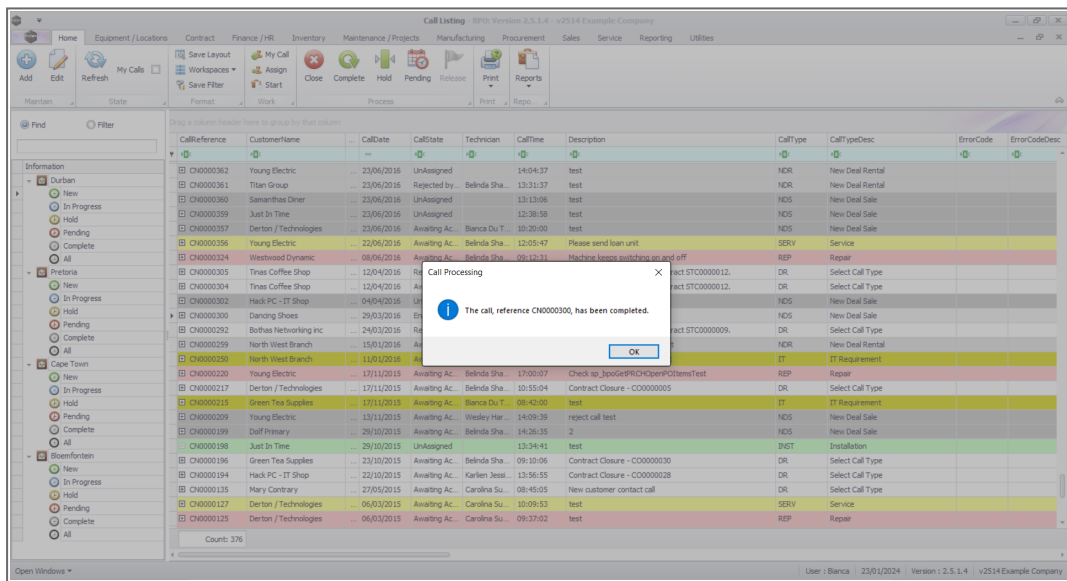 Call Listing - BPO: Version 2.5.1.4 - v2514 Example Company
Home Equipment / Locations Contract Finance / HR Inventory Maintenance / Projects Manufacturing Procurement Sales Service Reporting Utilities
Add Edit Refresh My Calls Save Layout Workspaces Save Filter My Call Assign Start Close Complete Hold Pending Release Print Reports
Maintain State Format Work Process Print Repo...
Find Filter
Drag a column header here to group by that column
CallReference CustomerName ... CallDate CallState Technician CallTime Description CallType CallTypeDesc ErrorCode ErrorCodeDesc
Information
Durban
New
In Progress
Hold
Pending
Complete
All
Pretoria
New
In Progress
Hold
Pending
Complete
All
Cape Town
New
In Progress
Hold
Pending
Complete
All
Bloemfontein
New
In Progress
Hold
Pending
Complete
All
CN0000362 Young Electric ... 23/06/2016 UnAssigned 14:04:37 test NDR New Deal Rental
CN0000361 Titan Group ... 23/06/2016 Rejected by... Belinda Sha... 13:31:37 test NDR New Deal Rental
CN0000360 Samanthas Diner ... 23/06/2016 UnAssigned 13:13:06 test NDS New Deal Sale
CN0000359 Just In Time ... 23/06/2016 UnAssigned 12:38:58 test NDS New Deal Sale
CN0000357 Derton / Technologies ... 23/06/2016 Awaiting Ac... Bianca Du T... 10:20:00 test NDS New Deal Sale
CN0000356 Young Electric ... 22/06/2016 Awaiting Ac... Belinda Sha... 12:05:47 Please send loan unit SERV Service
CN0000324 Westwood Dynamic ... 08/06/2016 Awaiting Ac... Belinda Sha... 09:12:31 Machine keeps switching on and off REP Repair
CN0000305 Tinas Coffee Shop ... 12/04/2016 Re ract STC0000012. DR Select Call Type
CN0000304 Tinas Coffee Shop ... 12/04/2016 Aw ract STC0000012. DR Select Call Type
CN0000302 Hack PC - IT Shop ... 04/04/2016 Un NDS New Deal Sale
CN0000300 Dancing Shoes ... 29/03/2016 En NDS New Deal Sale
CN0000292 Bothas Networking inc ... 24/03/2016 Re ract STC0000009. DR Select Call Type
CN0000259 North West Branch ... 15/01/2016 Aw NDR New Deal Rental
CN0000250 North West Branch ... 11/01/2016 Aw IT IT Requirement
CN0000220 Young Electric ... 17/11/2015 Awaiting Ac... Belinda Sha... 17:00:07 Check sp_bpoGetPRCHOpenPOItemsTest REP Repair
CN0000217 Derton / Technologies ... 17/11/2015 Awaiting Ac... Belinda Sha... 10:55:04 Contract Closure - CO0000005 DR Select Call Type
CN0000215 Green Tea Supplies ... 17/11/2015 Awaiting Ac... Bianca Du T... 08:42:00 test IT IT Requirement
CN0000209 Young Electric ... 13/11/2015 Awaiting Ac... Wesley Har... 14:09:39 reject call test NDS New Deal Sale
CN0000199 Dolf Primary ... 29/10/2015 Awaiting Ac... Belinda Sha... 14:26:35 2 NDS New Deal Sale
CN0000198 Just In Time ... 29/10/2015 UnAssigned 13:34:41 test INST Installation
CN0000196 Green Tea Supplies ... 23/10/2015 Awaiting Ac... Belinda Sha... 09:10:06 Contract Closure - CO0000030 DR Select Call Type
CN0000194 Hack PC - IT Shop ... 22/10/2015 Awaiting Ac... Karlien Jessi... 13:56:55 Contract Closure - CO0000028 DR Select Call Type
CN0000135 Mary Contrary ... 27/05/2015 Awaiting Ac... Carolina Su... 08:45:05 New customer contact call DR Select Call Type
CN0000127 Derton / Technologies ... 06/03/2015 Awaiting Ac... Carolina Su... 10:09:53 test SERV Service
CN0000125 Derton / Technologies ... 06/03/2015 Awaiting Ac... Carolina Su... 09:37:02 test REP Repair
Call Processing
The call, reference CN0000300, has been completed.
OK
Count: 376
Open Windows User : Bianca 23/01/2024 Version : 2.5.1.4 v2514 Example Company